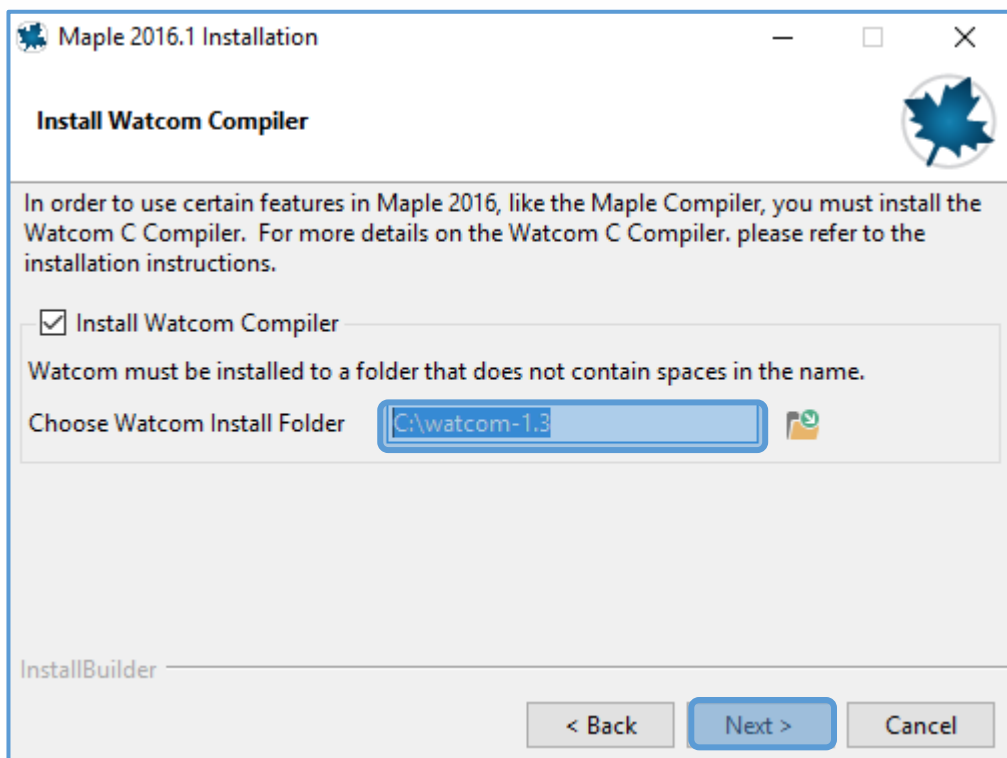 Maple 2016.1 Installation
Install Watcom Compiler
In order to use certain features in Maple 2016, like the Maple Compiler, you must install the
Watcom C Compiler.  For more details on the Watcom C Compiler. please refer to the
installation instructions.
Install Watcom Compiler
Watcom must be installed to a folder that does not contain spaces in the name.
Choose Watcom Install Folder C:\watcom-1.3
InstallBuilder
< Back Next > Cancel